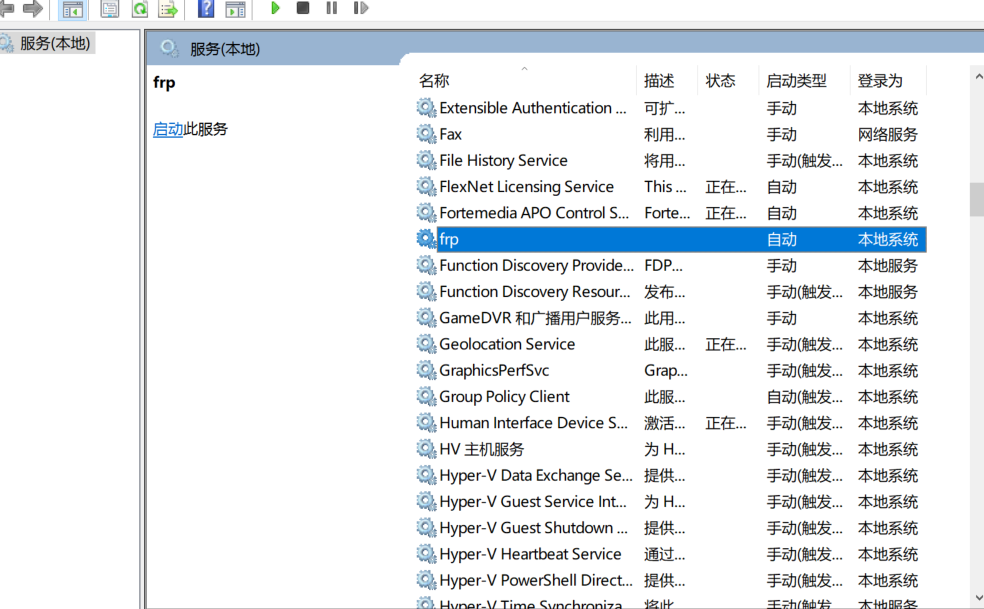 服务(本地)
服务(本地)
frp
启动此服务
名称 描述 状态 启动类型 登录为
Extensible Authentication ... 可扩... 手动 本地系统
Fax 利用... 手动 网络服务
File History Service 将用... 手动(触发... 本地系统
FlexNet Licensing Service This ... 正在... 自动 本地系统
Fortemedia APO Control S... Forte... 正在... 自动 本地系统
frp 自动 本地系统
Function Discovery Provide... FDP... 手动 本地服务
Function Discovery Resour... 发布... 手动(触发... 本地服务
GameDVR 和广播用户服务... 此用... 手动 本地系统
Geolocation Service 此服... 正在... 手动(触发... 本地系统
GraphicsPerfSvc Grap... 手动(触发... 本地系统
Group Policy Client 此服... 自动(触发... 本地系统
Human Interface Device S... 激活... 正在... 手动(触发... 本地系统
HV 主机服务 为 H... 手动(触发... 本地系统
Hyper-V Data Exchange Se... 提供... 手动(触发... 本地系统
Hyper-V Guest Service Int... 为 H... 手动(触发... 本地系统
Hyper-V Guest Shutdown ... 提供... 手动(触发... 本地系统
Hyper-V Heartbeat Service 通过... 手动(触发... 本地系统
Hyper-V PowerShell Direct... 提供... 手动(触发... 本地系统
Hyper-V Time Synchroniza... 将此... 手动(触发... 本地服务